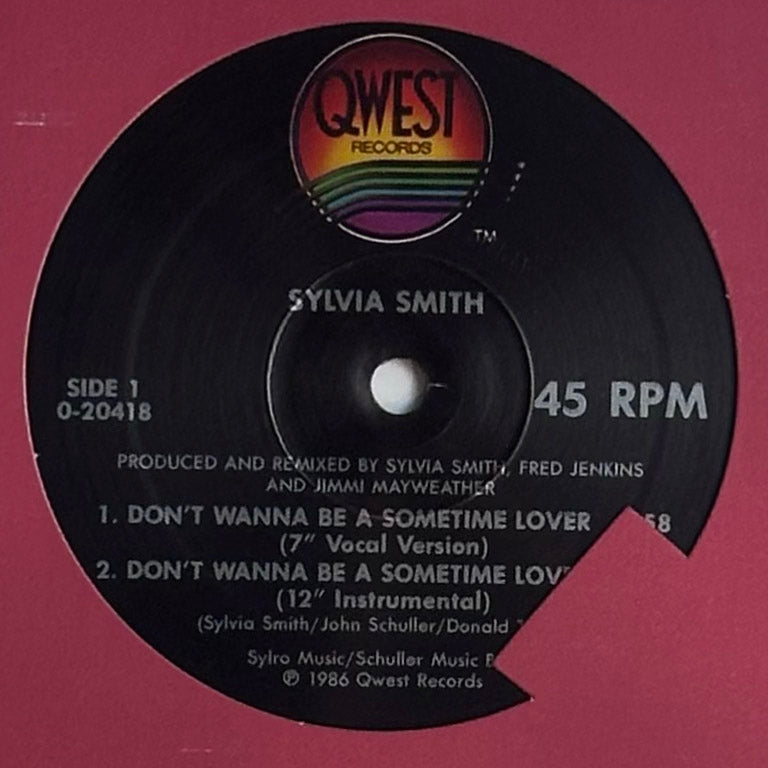 QWEST
RECORDS
TM
SYLVIA SMITH
SIDE 1
0-20418
45 RPM
PRODUCED AND REMIXED BY SYLVIA SMITH, FRED JENKINS
AND JIMMI MAYWEATHER
1. DON'T WANNA BE A SOMETIME LOVER 58
(7" Vocal Version)
2. DON'T WANNA BE A SOMETIME
(12" Instrumental)
(Sylvia Smith/John Schuller/Donald
Sylro Music/Schuller Music
℗ 1986 Qwest Records